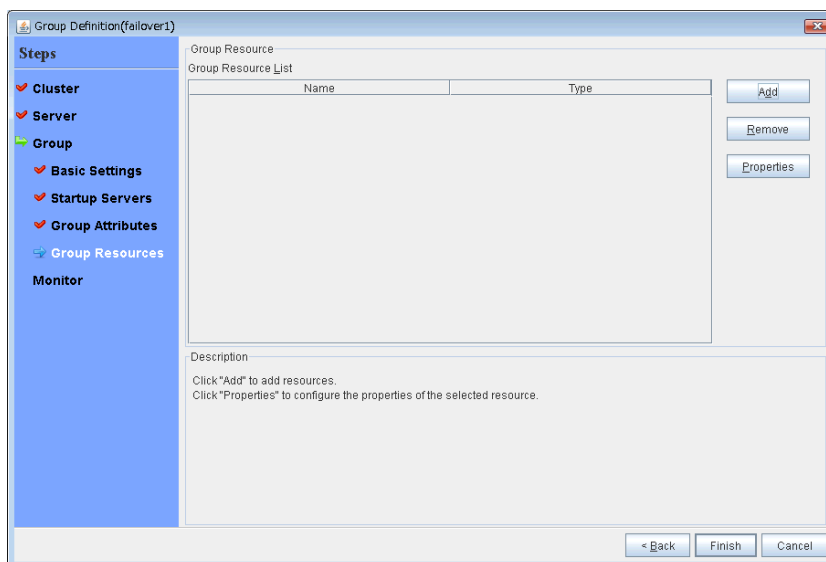 Group Definition(failover1)
Steps
Cluster
Server
Group
Basic Settings
Startup Servers
Group Attributes
Group Resources
Monitor
Group Resource
Group Resource List
Name Type
Add
Remove
Properties
Description
Click "Add" to add resources.
Click "Properties" to configure the properties of the selected resource.
< Back Finish Cancel